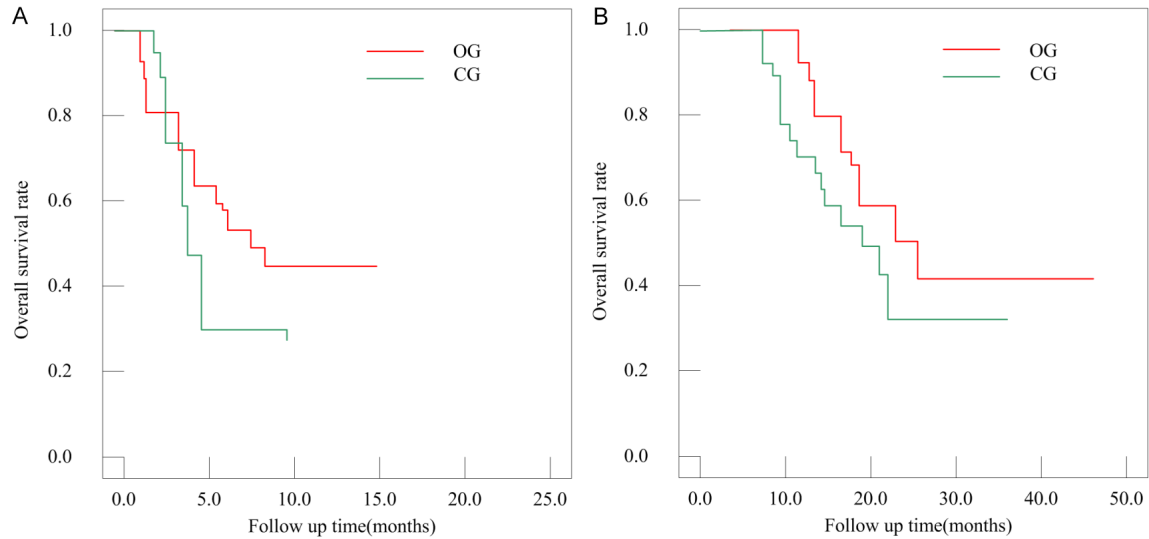 A
1.0
0.8
0.6
0.4
0.2
0.0
Overall survival rate
OG
CG
0.0 5.0 10.0 15.0 20.0 25.0
Follow up time(months)
B
1.0
0.8
0.6
0.4
0.2
0.0
Overall survival rate
OG
CG
0.0 10.0 20.0 30.0 40.0 50.0
Follow up time(months)